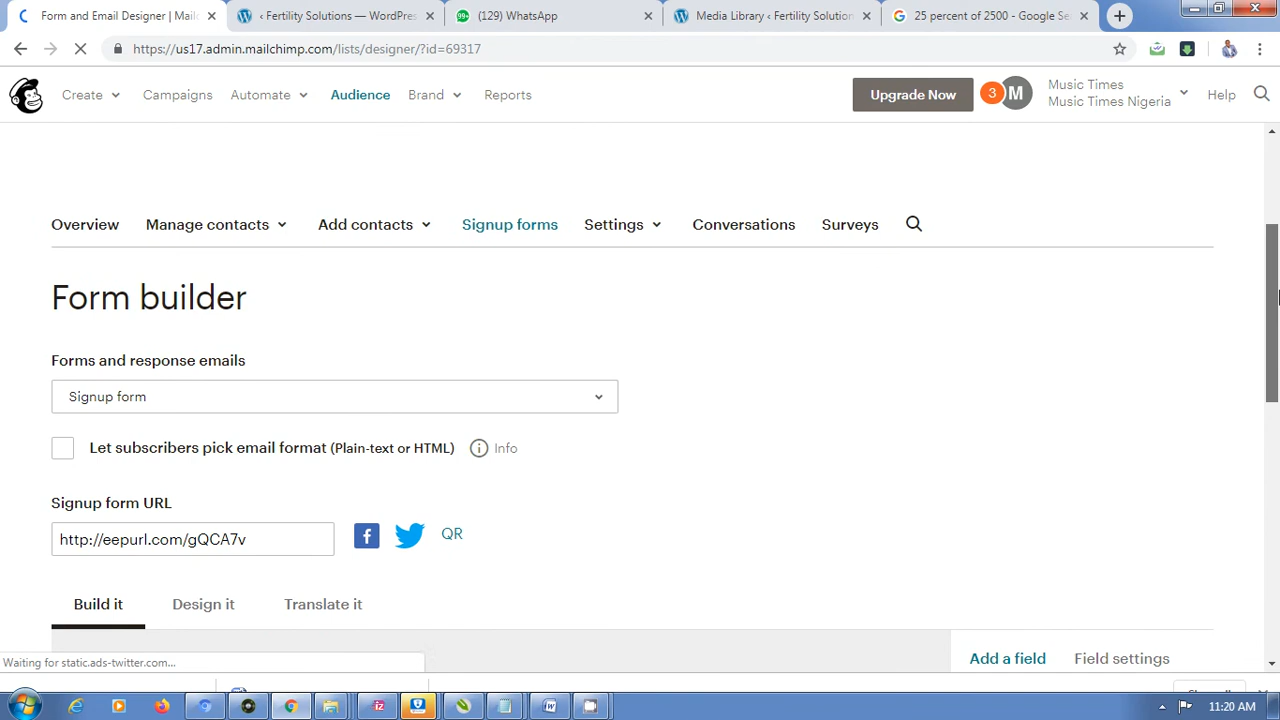 Form and Email Designer | Mailc
‹ Fertility Solutions — WordPres
99+ (129) WhatsApp
Media Library ‹ Fertility Solution
25 percent of 2500 - Google Se
https://us17.admin.mailchimp.com/lists/designer/?id=69317
Create
Campaigns
Automate
Audience
Brand
Reports
Upgrade Now
3
M
Music Times
Music Times Nigeria
Help
Overview
Manage contacts
Add contacts
Signup forms
Settings
Conversations
Surveys
Form builder
Forms and response emails
Signup form
Let subscribers pick email format (Plain-text or HTML)
Info
Signup form URL
http://eepurl.com/gQCA7v
QR
Build it
Design it
Translate it
Add a field
Field settings
Waiting for static.ads-twitter.com...
11:20 AM